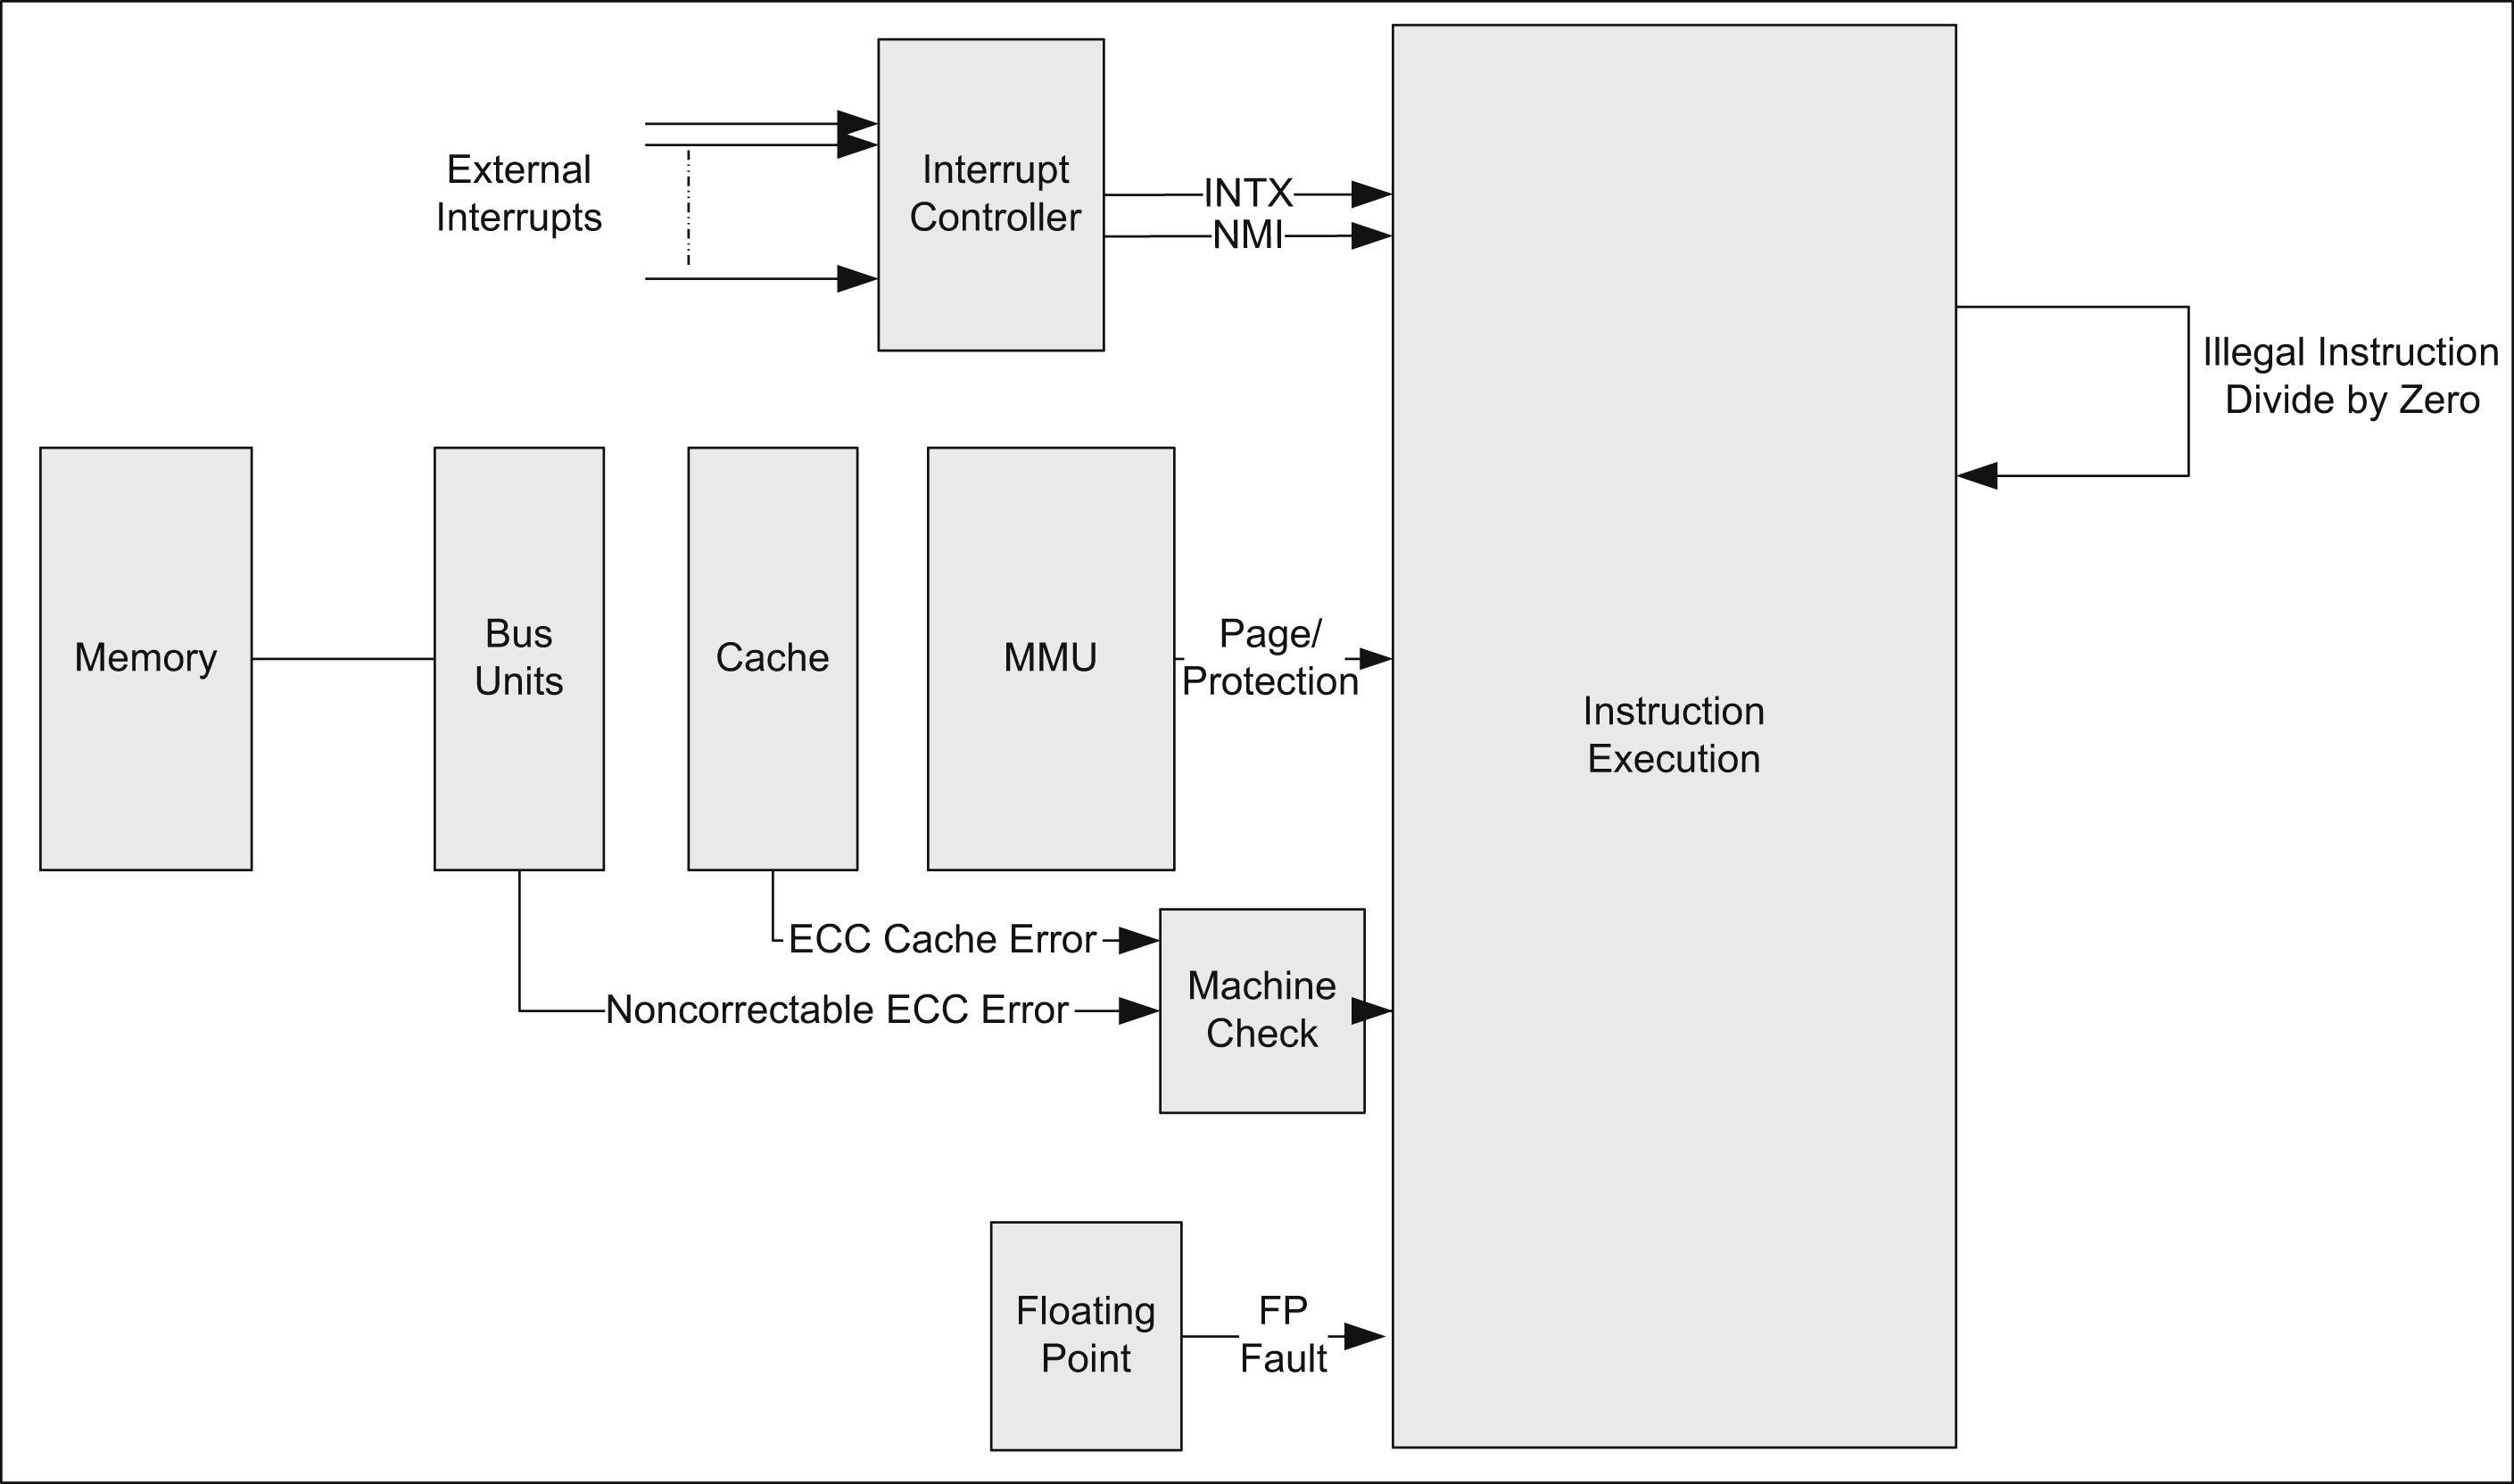 External
Interrupts
Interrupt
Controller
INTX
NMI
Illegal Instruction
Divide by Zero
Memory
Bus
Units
Cache
MMU
Page/
Protection
Instruction
Execution
ECC Cache Error
Noncorrectable ECC Error
Machine
Check
Floating
Point
FP
Fault